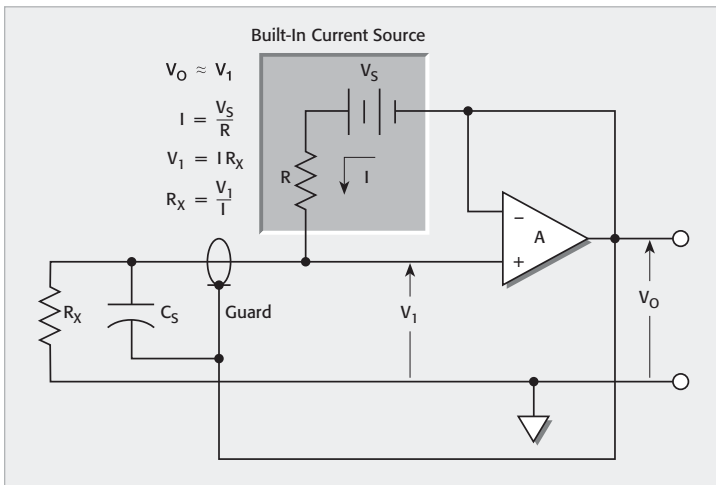 Built-In Current Source
V_O ≈ V_1
V_S
I = V_S / R
V_1 = I R_X
R
I
R_X = V_1 / I
−
A
+
R_X
C_S
Guard
V_1
V_O